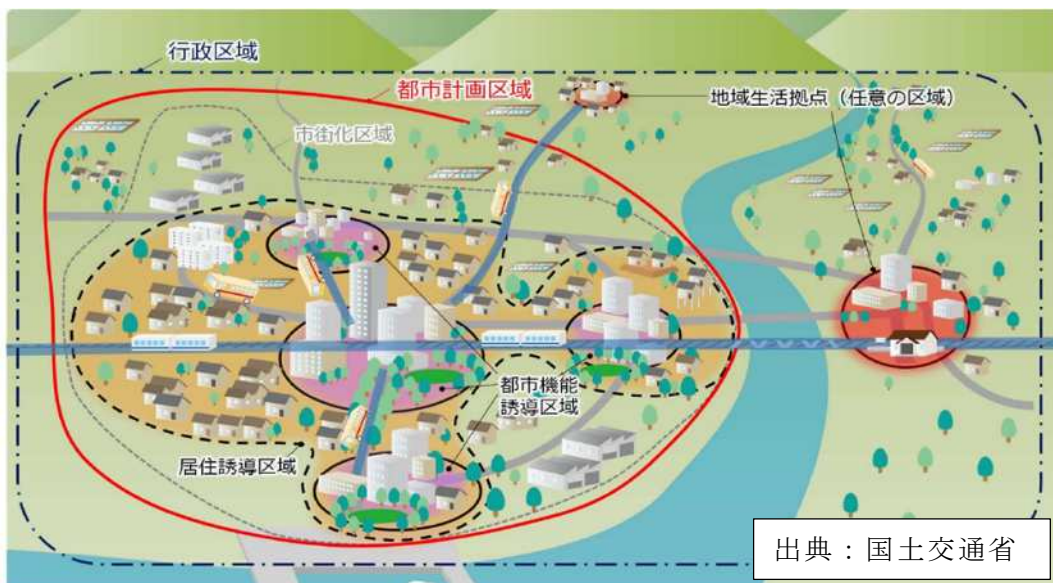 行政区域
都市計画区域
地域生活拠点（任意の区域）
市街化区域
都市機能
誘導区域
居住誘導区域
出典：国土交通省